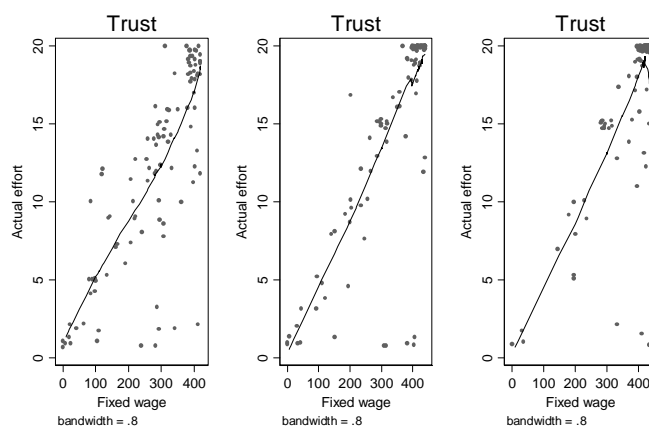 Trust Trust Trust
20 20 20
15 15 15
Actual effort Actual effort Actual effort
10 10 10
5 5 5
0 0 0
0 100 200 300 400 0 100 200 300 400 0 100 200 300 400
Fixed wage Fixed wage Fixed wage
bandwidth = .8 bandwidth = .8 bandwidth = .8